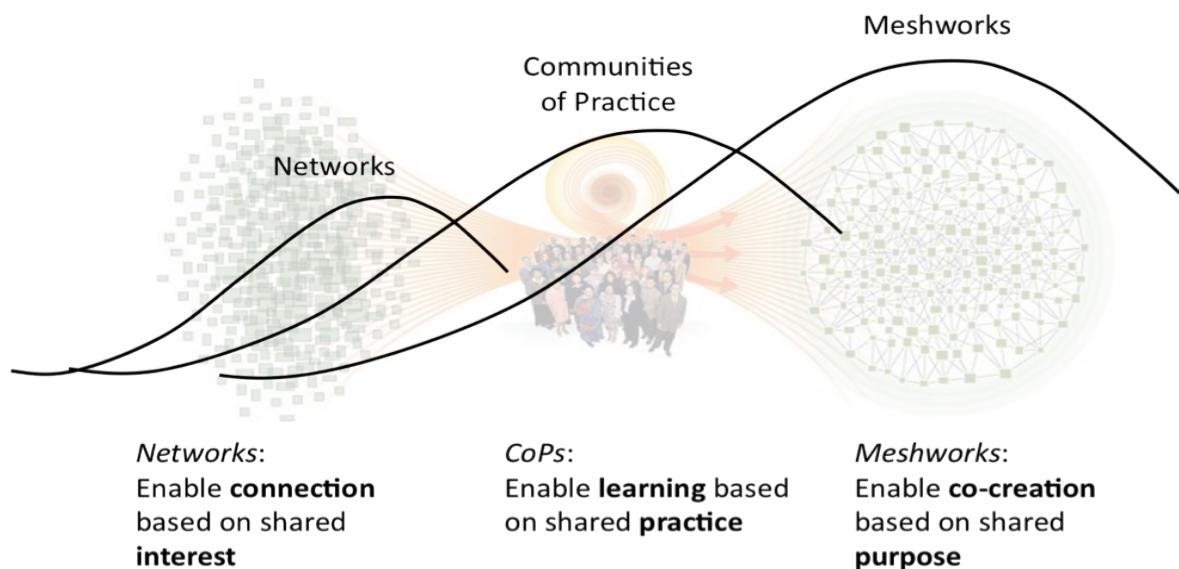 Meshworks
Communities
of Practice
Networks
Networks:
Enable connection
based on shared
interest
CoPs:
Enable learning based
on shared practice
Meshworks:
Enable co-creation
based on shared
purpose